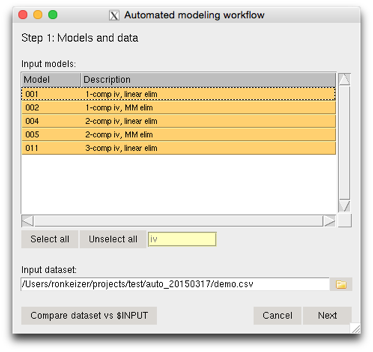 Automated modeling workflow
Step 1: Models and data
Input models:
Model Description
001 1-comp iv, linear elim
002 1-comp iv, MM elim
004 2-comp iv, linear elim
005 2-comp iv, MM elim
011 3-comp iv, linear elim
Select all Unselect all iv
Input dataset:
/Users/ronkeizer/projects/test/auto_20150317/demo.csv
Compare dataset vs $INPUT Cancel Next